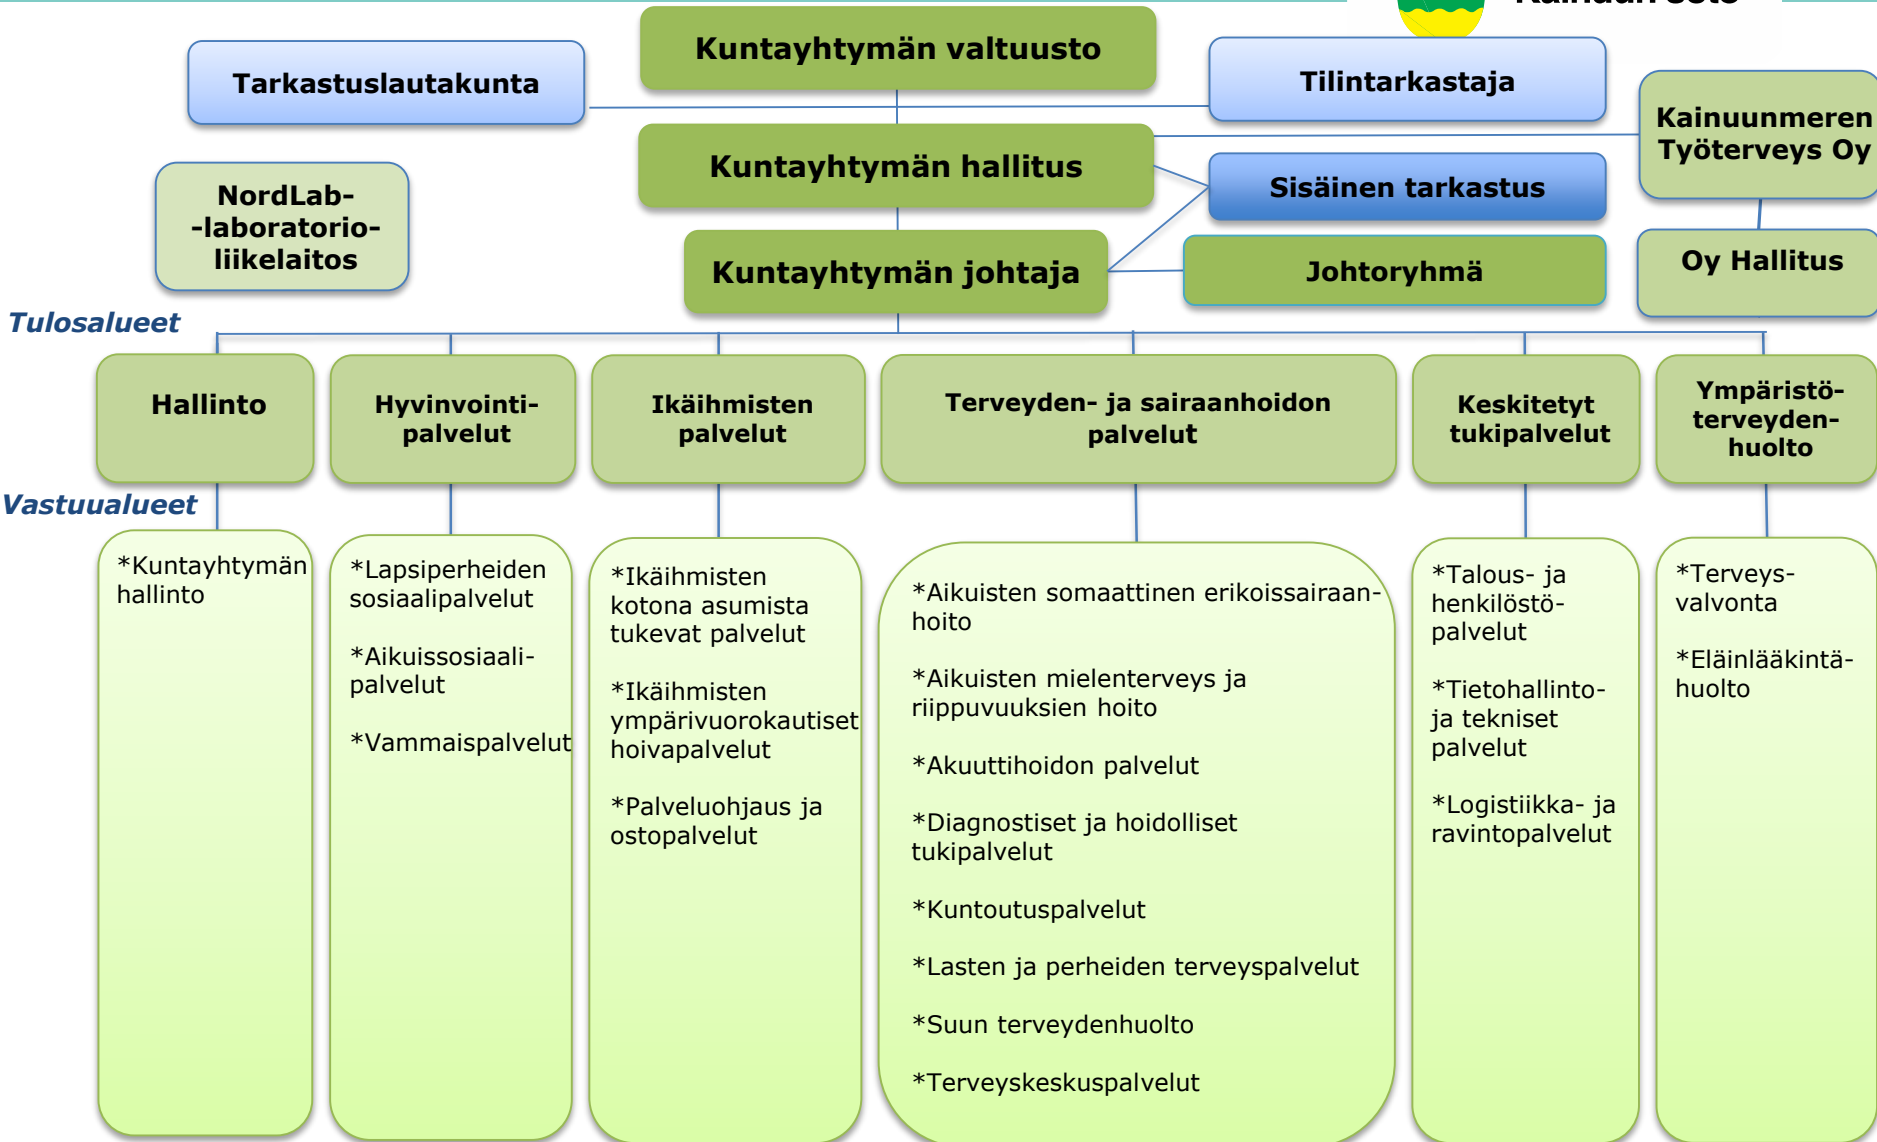 Kuntayhtymän valtuusto
Tarkastuslautakunta
Tilintarkastaja
Kainuunmeren
Työterveys Oy
Kuntayhtymän hallitus
NordLab-
-laboratorio-
liikelaitos
Sisäinen tarkastus
Kuntayhtymän johtaja
Johtoryhmä
Oy Hallitus
Tulosalueet
Hallinto
Hyvinvointi-
palvelut
Ikäihmisten
palvelut
Terveyden- ja sairaanhoidon
palvelut
Keskitetyt
tukipalvelut
Ympäristö-
terveyden-
huolto
Vastuualueet
*Kuntayhtymän
hallinto
*Lapsiperheiden
sosiaalipalvelut
*Aikuissosiaali-
palvelut
*Vammaispalvelut
*Ikäihmisten
kotona asumista
tukevat palvelut
*Ikäihmisten
ympärivuorokautiset
hoivapalvelut
*Palveluohjaus ja
ostopalvelut
*Aikuisten somaattinen erikoissairaan-
hoito
*Aikuisten mielenterveys ja
riippuvuuksien hoito
*Akuuttihoidon palvelut
*Diagnostiset ja hoidolliset
tukipalvelut
*Kuntoutuspalvelut
*Lasten ja perheiden terveyspalvelut
*Suun terveydenhuolto
*Terveyskeskuspalvelut
*Talous- ja
henkilöstö-
palvelut
*Tietohallinto-
ja tekniset
palvelut
*Logistiikka- ja
ravintopalvelut
*Terveys-
valvonta
*Eläinlääkintä-
huolto